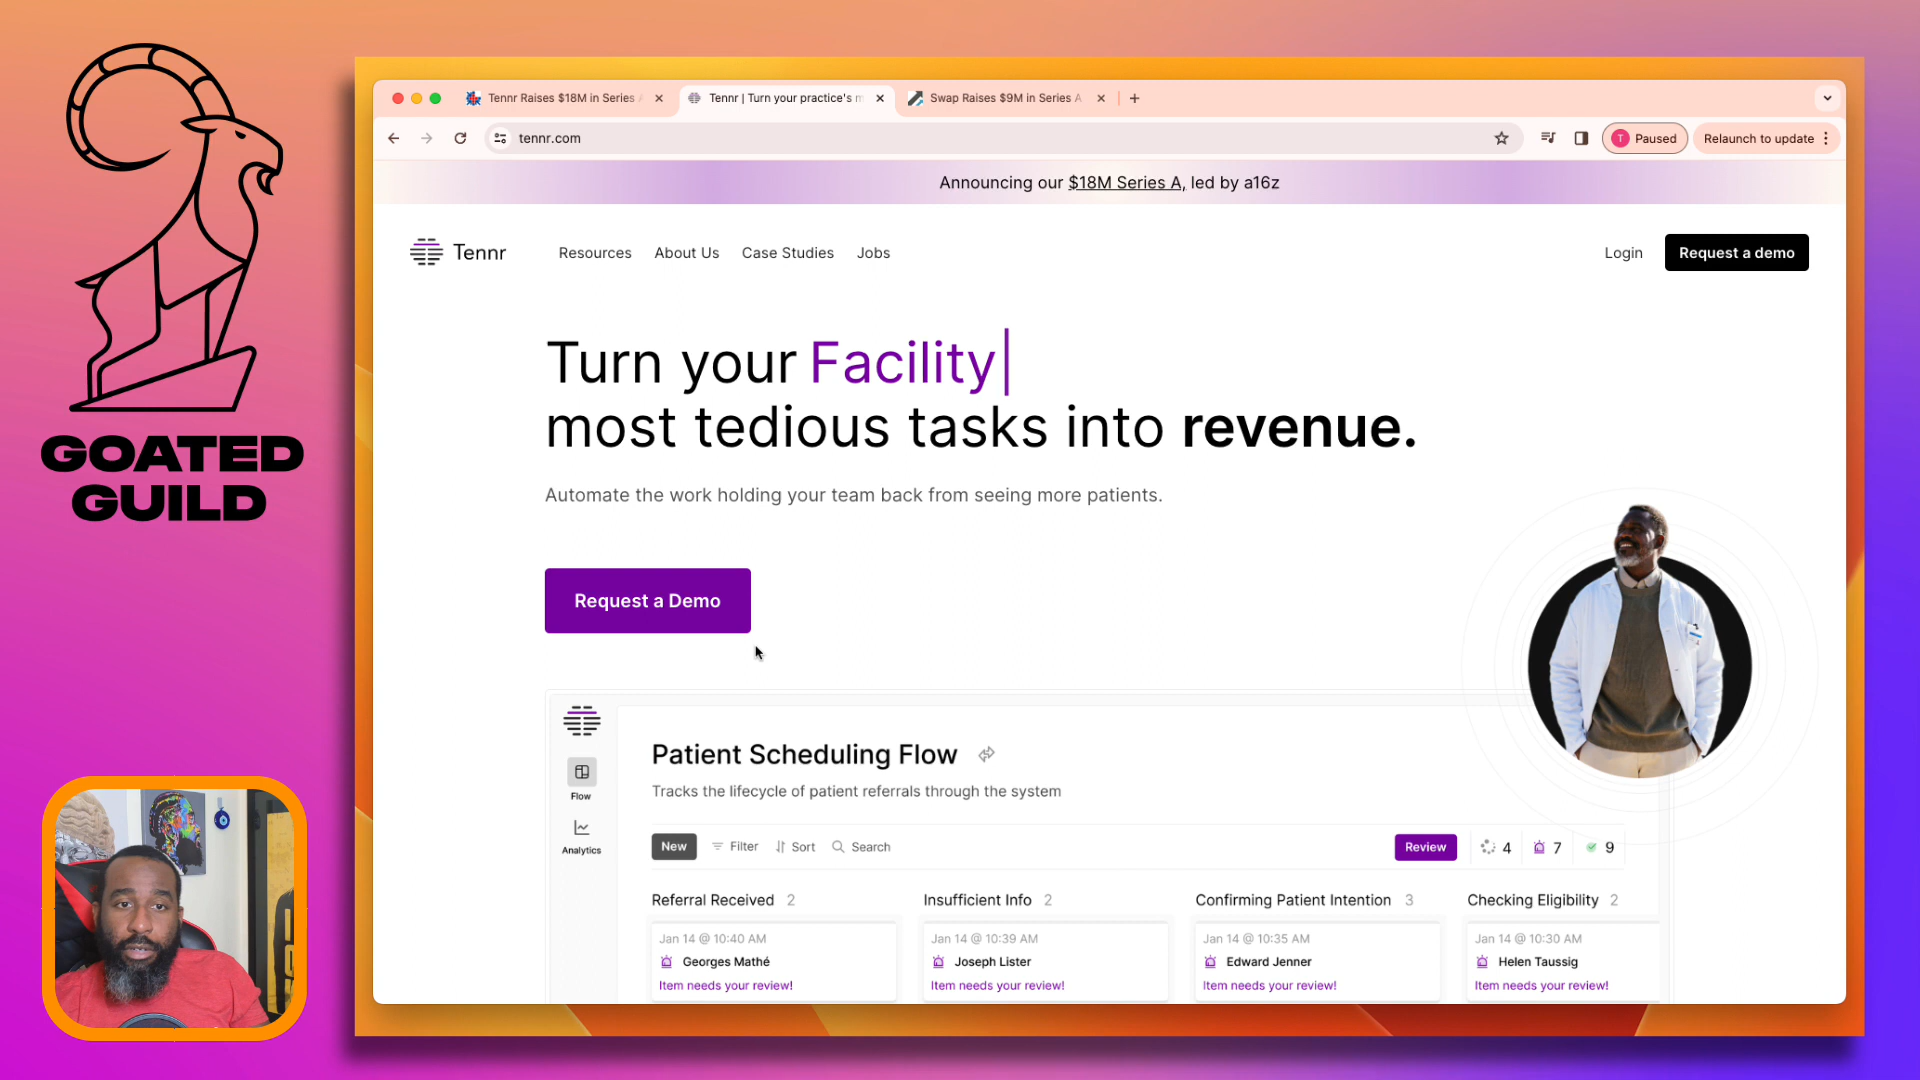 GOATED
GUILD
Tennr Raises $18M in Series A
Tennr | Turn your practice's m
Swap Raises $9M in Series A
tennr.com
T Paused
Relaunch to update
Announcing our $18M Series A, led by a16z
Tennr
Resources
About Us
Case Studies
Jobs
Login
Request a demo
Turn your Facility|
most tedious tasks into revenue.
Automate the work holding your team back from seeing more patients.
Request a Demo
Flow
Analytics
Patient Scheduling Flow
Tracks the lifecycle of patient referrals through the system
New
Filter
Sort
Search
Review
4
7
9
Referral Received 2
Insufficient Info 2
Confirming Patient Intention 3
Checking Eligibility 2
Jan 14 @ 10:40 AM
Georges Mathé
Item needs your review!
Jan 14 @ 10:39 AM
Joseph Lister
Item needs your review!
Jan 14 @ 10:35 AM
Edward Jenner
Item needs your review!
Jan 14 @ 10:30 AM
Helen Taussig
Item needs your review!